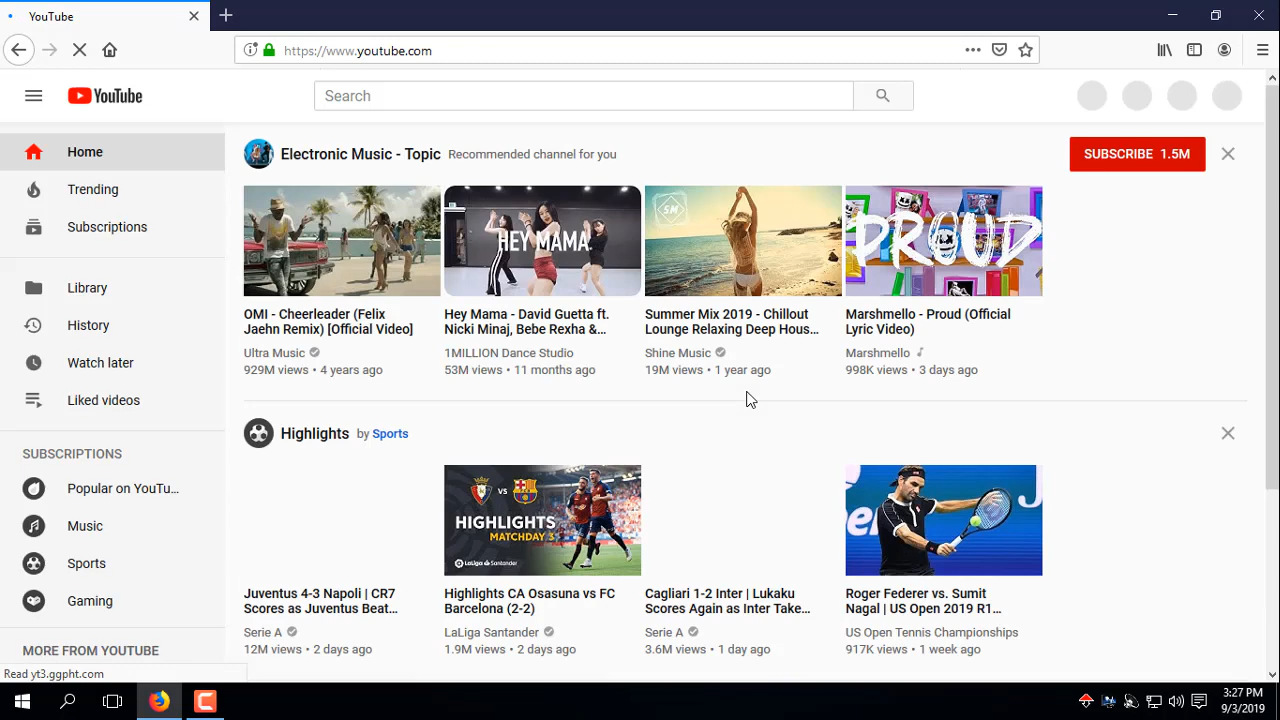 YouTube
https://www.youtube.com
YouTube
Search
Home
Trending
Subscriptions
Library
History
Watch later
Liked videos
SUBSCRIPTIONS
Popular on YouTu...
Music
Sports
Gaming
MORE FROM YOUTUBE
Electronic Music - Topic Recommended channel for you
SUBSCRIBE 1.5M
HEY MAMA
SM
PROUD
OMI - Cheerleader (Felix
Jaehn Remix) [Official Video]
Ultra Music
929M views • 4 years ago
Hey Mama - David Guetta ft.
Nicki Minaj, Bebe Rexha &...
1MILLION Dance Studio
53M views • 11 months ago
Summer Mix 2019 - Chillout
Lounge Relaxing Deep Hous...
Shine Music
19M views • 1 year ago
Marshmello - Proud (Official
Lyric Video)
Marshmello
998K views • 3 days ago
Highlights by Sports
VS
HIGHLIGHTS
MATCHDAY 3
LaLiga Santander
Juventus 4-3 Napoli | CR7
Scores as Juventus Beat...
Serie A
12M views • 2 days ago
Highlights CA Osasuna vs FC
Barcelona (2-2)
LaLiga Santander
1.9M views • 2 days ago
Cagliari 1-2 Inter | Lukaku
Scores Again as Inter Take...
Serie A
3.6M views • 1 day ago
Roger Federer vs. Sumit
Nagal | US Open 2019 R1...
US Open Tennis Championships
917K views • 1 week ago
Read yt3.ggpht.com
3:27 PM
9/3/2019